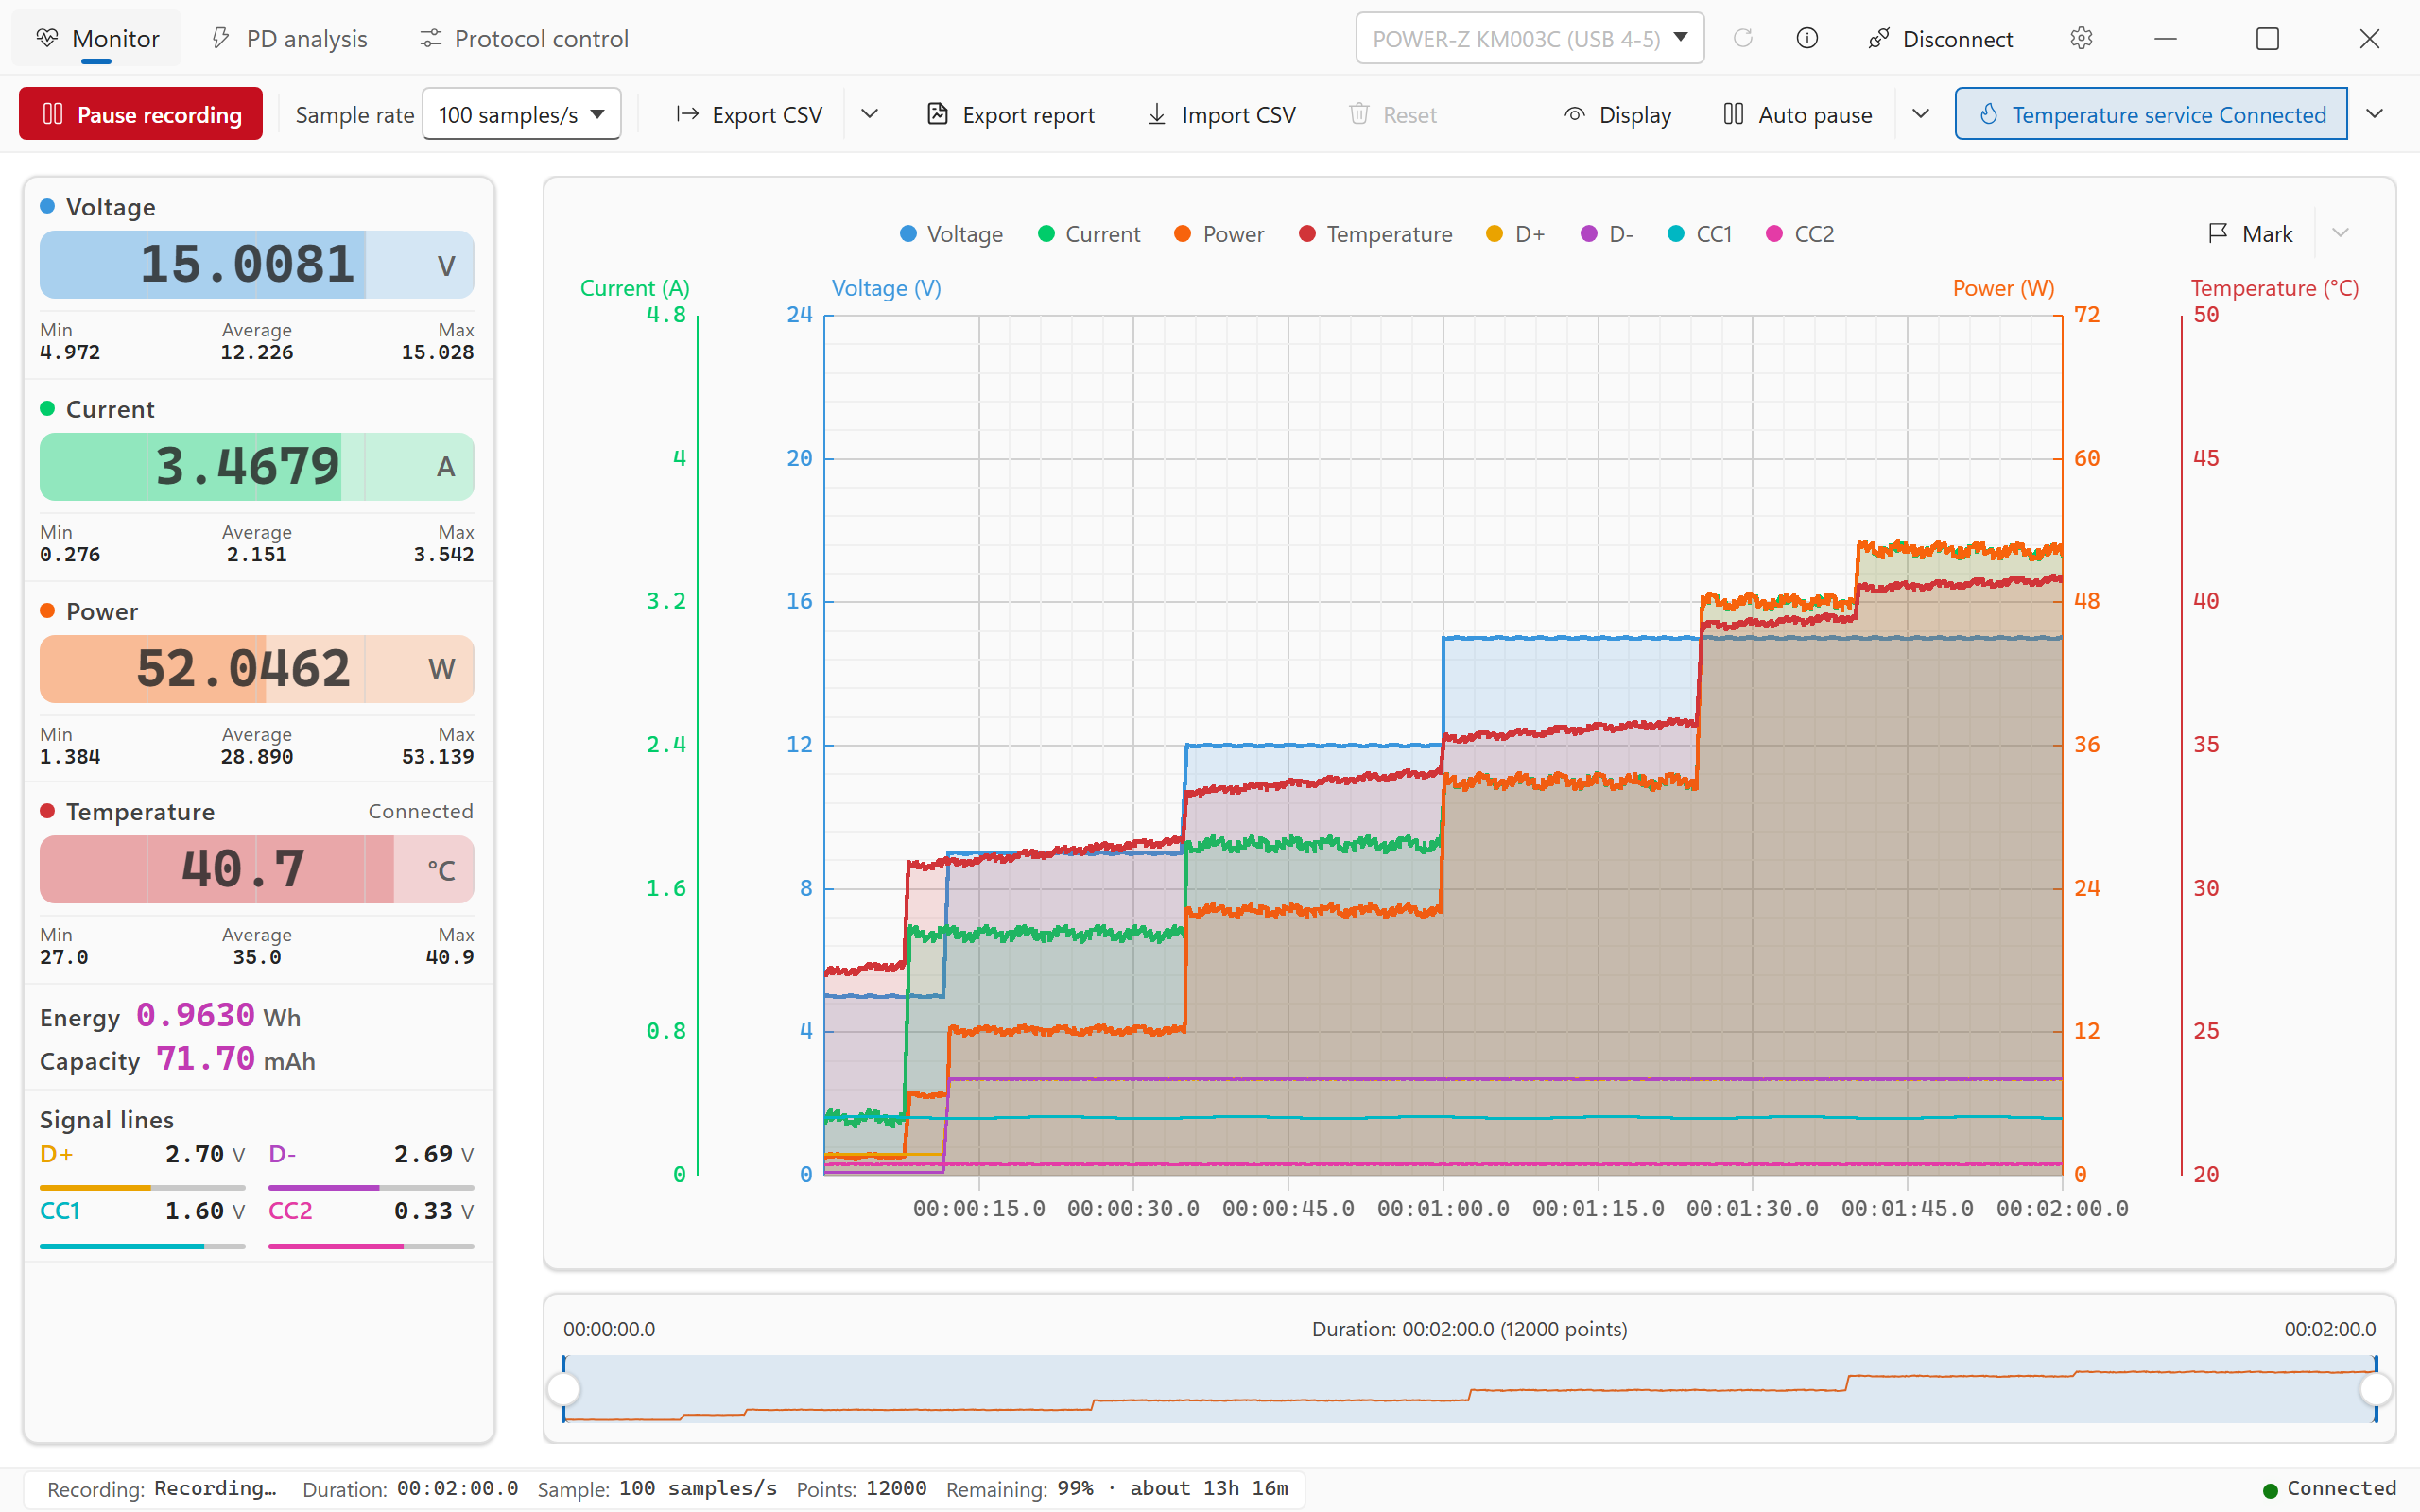 Monitor
PD analysis
Protocol control
POWER-Z KM003C (USB 4-5)
Disconnect
Pause recording
Sample rate
100 samples/s
Export CSV
Export report
Import CSV
Reset
Display
Auto pause
Temperature service Connected
Voltage
15.0081 V
Min Average Max
4.972 12.226 15.028
Current
3.4679 A
Min Average Max
0.276 2.151 3.542
Power
52.0462 W
Min Average Max
1.384 28.890 53.139
Temperature Connected
40.7 °C
Min Average Max
27.0 35.0 40.9
Energy 0.9630 Wh
Capacity 71.70 mAh
Signal lines
D+ 2.70 V D- 2.69 V
CC1 1.60 V CC2 0.33 V
Voltage Current Power Temperature D+ D- CC1 CC2
Mark
Current (A) Voltage (V) Power (W) Temperature (°C)
4.8 24 72 50
4 20 60 45
3.2 16 48 40
2.4 12 36 35
1.6 8 24 30
0.8 4 12 25
0 0 0 20
00:00:15.0 00:00:30.0 00:00:45.0 00:01:00.0 00:01:15.0 00:01:30.0 00:01:45.0 00:02:00.0
00:00:00.0 Duration: 00:02:00.0 (12000 points) 00:02:00.0
Recording: Recording… Duration: 00:02:00.0 Sample: 100 samples/s Points: 12000 Remaining: 99% · about 13h 16m
Connected